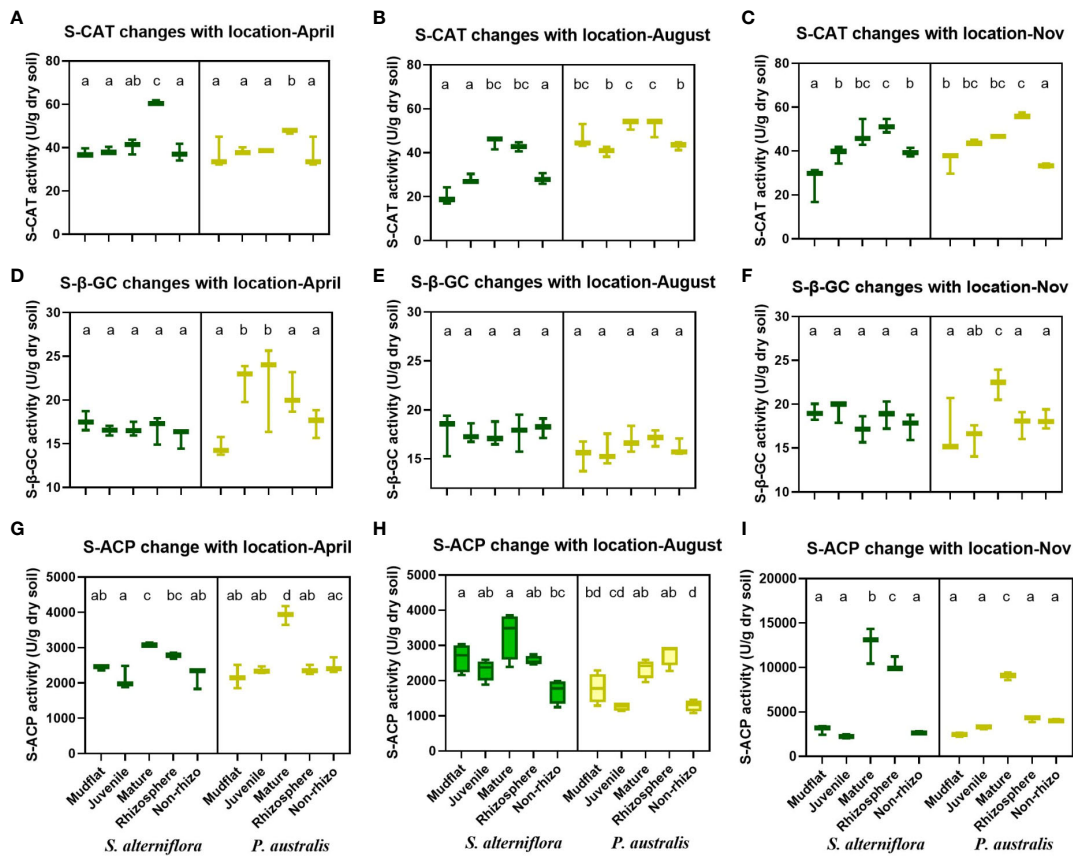 A
S-CAT changes with location-April
S-CAT activity (U/g dry soil)
80
60
40
20
0
a a ab c a a a a b a
B
S-CAT changes with location-August
S-CAT activity (U/g dry soil)
80
60
40
20
0
a a bc bc a bc b c c b
C
S-CAT changes with location-Nov
S-CAT activity (U/g dry soil)
80
60
40
20
0
a b bc c b b bc bc c a
D
S-β-GC changes with location-April
S-β-GC activity (U/g dry soil)
30
25
20
15
10
a a a a a a b b a a
E
S-β-GC changes with location-August
S-β-GC activity (U/g dry soil)
30
25
20
15
a a a a a a a a a a
F
S-β-GC changes with location-Nov
S-β-GC activity (U/g dry soil)
30
25
20
15
10
a a a a a a ab c a a
G
S-ACP change with location-April
S-ACP activity (U/g dry soil)
5000
4000
3000
2000
1000
0
ab a c bc ab ab ab d ab ac
Mudflat
Juvenile
Mature
Rhizosphere
Non-rhizo
Mudflat
Juvenile
Mature
Rhizosphere
Non-rhizo
S. alterniflora P. australis
H
S-ACP change with location-August
S-ACP activity (U/g dry soil)
5000
4000
3000
2000
1000
0
a ab a ab bc bd cd ab ab d
Mudflat
Juvenile
Mature
Rhizosphere
Non-rhizo
Mudflat
Juvenile
Mature
Rhizosphere
Non-rhizo
S. alterniflora P. australis
I
S-ACP change with location-Nov
S-ACP activity (U/g dry soil)
20000
15000
10000
5000
0
a a b c a a a c a a
Mudflat
Juvenile
Mature
Rhizosphere
Non-rhizo
Mudflat
Juvenile
Mature
Rhizosphere
Non-rhizo
S. alterniflora P. australis